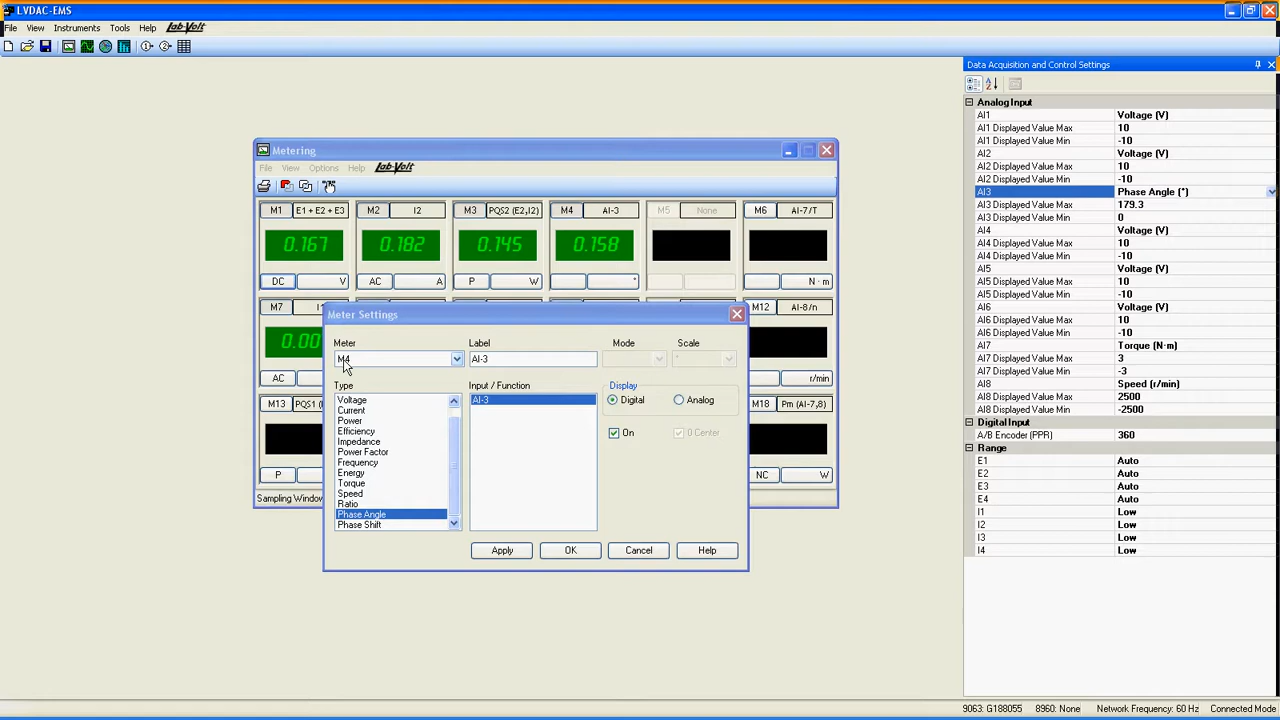 LVDAC-EMS
File View Instruments Tools Help Lab-Volt
Data Acquisition and Control Settings
Analog Input
AI1 Voltage (V)
AI1 Displayed Value Max 10
AI1 Displayed Value Min -10
AI2 Voltage (V)
AI2 Displayed Value Max 10
AI2 Displayed Value Min -10
AI3 Phase Angle (°)
AI3 Displayed Value Max 179.3
AI3 Displayed Value Min 0
AI4 Voltage (V)
AI4 Displayed Value Max 10
AI4 Displayed Value Min -10
AI5 Voltage (V)
AI5 Displayed Value Max 10
AI5 Displayed Value Min -10
AI6 Voltage (V)
AI6 Displayed Value Max 10
AI6 Displayed Value Min -10
AI7 Torque (N·m)
AI7 Displayed Value Max 3
AI7 Displayed Value Min -3
AI8 Speed (r/min)
AI8 Displayed Value Max 2500
AI8 Displayed Value Min -2500
Digital Input
A/B Encoder (PPR) 360
Range
E1 Auto
E2 Auto
E3 Auto
E4 Auto
I1 Low
I2 Low
I3 Low
I4 Low
Metering
File View Options Help Lab-Volt
M1 E1 + E2 + E3 M2 I2 M3 PQS2 (E2,I2) M4 AI-3 M5 None M6 AI-7/T
0.167 0.182 0.145 0.158
DC V AC A P W ° N·m
M7 M12 AI-8/n
0.00
AC r/min
M13 PQS1 M18 Pm (AI-7,8)
P NC W
Sampling Window
Meter Settings
Meter Label Mode Scale
M4 AI-3 °
Type Input / Function Display
Voltage AI-3 Digital Analog
Current
Power
Efficiency On 0 Center
Impedance
Power Factor
Frequency
Energy
Torque
Speed
Ratio
Phase Angle
Phase Shift
Apply OK Cancel Help
9063: G188055 8960: None Network Frequency: 60 Hz Connected Mode